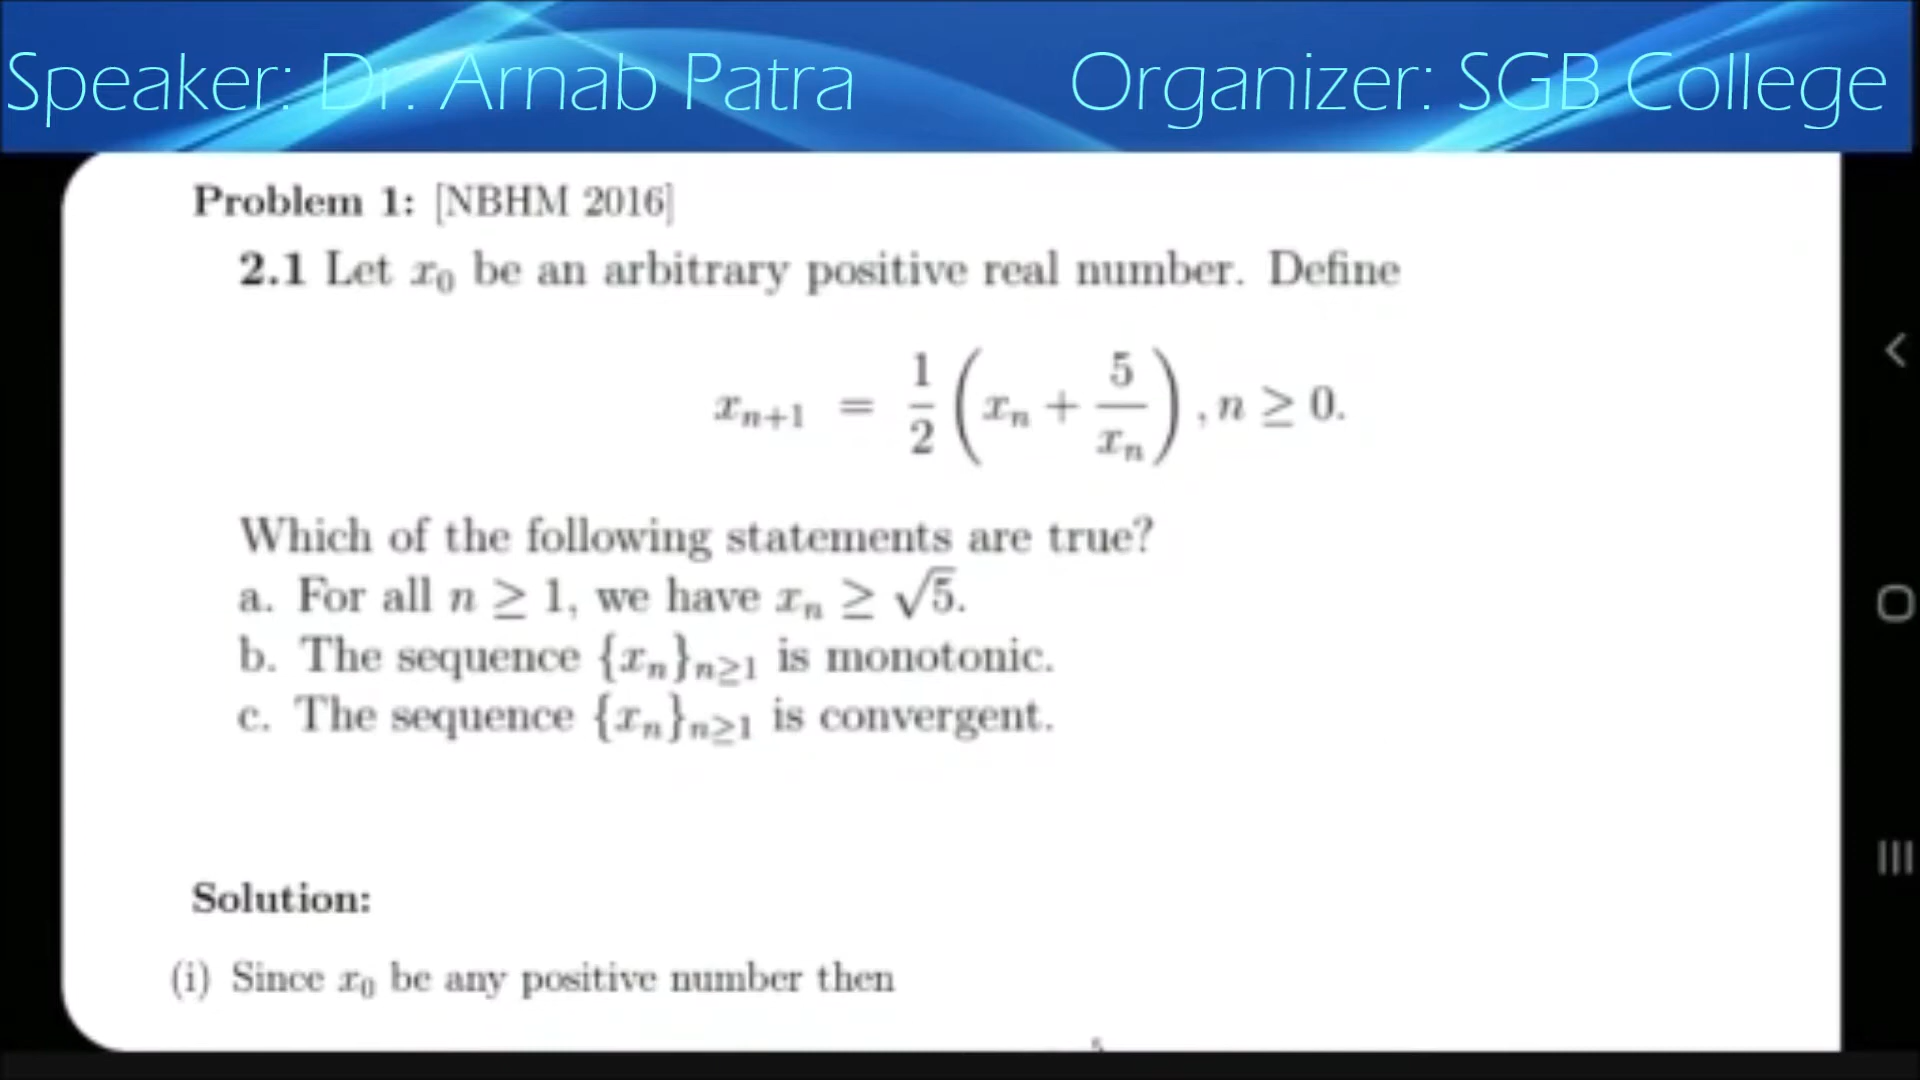 Speaker: Dr. Arnab Patra Organizer: SGB College
Problem 1: [NBHM 2016]
2.1 Let x₀ be an arbitrary positive real number. Define
xₙ₊₁ = 1/2 (xₙ + 5/xₙ), n ≥ 0.
Which of the following statements are true?
a. For all n ≥ 1, we have xₙ ≥ √5.
b. The sequence {xₙ}ₙ≥₁ is monotonic.
c. The sequence {xₙ}ₙ≥₁ is convergent.
Solution:
(i) Since x₀ be any positive number then